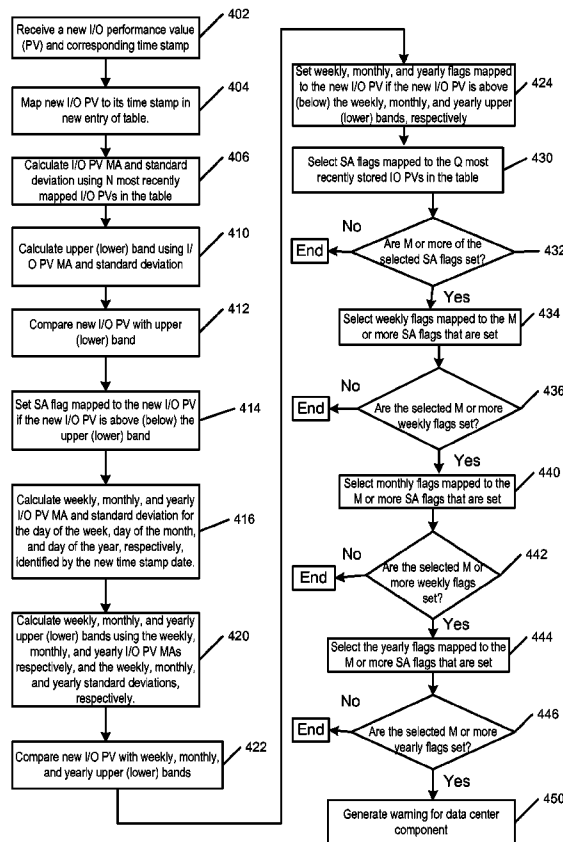 Receive a new I/O performance value
(PV) and corresponding time stamp
402
Map new I/O PV to its time stamp in
new entry of table.
404
Calculate I/O PV MA and standard
deviation using N most recently
mapped I/O PVs in the table
406
Calculate upper (lower) band using I/
O PV MA and standard deviation
410
Compare new I/O PV with upper
(lower) band
412
Set SA flag mapped to the new I/O PV
if the new I/O PV is above (below) the
upper (lower) band
414
Calculate weekly, monthly, and yearly
I/O PV MA and standard deviation for
the day of the week, day of the month,
and day of the year, respectively,
identified by the new time stamp date.
416
Calculate weekly, monthly, and yearly
upper (lower) bands using the weekly,
monthly, and yearly I/O PV MAs
respectively, and the weekly, monthly,
and yearly standard deviations,
respectively.
420
Compare new I/O PV with weekly, monthly,
and yearly upper (lower) bands
422
Set weekly, monthly, and yearly flags mapped
to the new I/O PV if the new I/O PV is above
(below) the weekly, monthly, and yearly upper
(lower) bands, respectively
424
Select SA flags mapped to the Q most
recently stored IO PVs in the table
430
No
End
Are M or more of the
selected SA flags set?
432
Yes
Select weekly flags mapped to the M
or more SA flags that are set
434
No
End
Are the selected M or more
weekly flags set?
436
Yes
Select monthly flags mapped to the
M or more SA flags that are set
440
No
End
Are the selected M or
more weekly flags
set?
442
Yes
Select the yearly flags mapped to the
M or more SA flags that are set
444
No
End
Are the selected M or more
yearly flags set?
446
Yes
Generate warning for data center
component
450